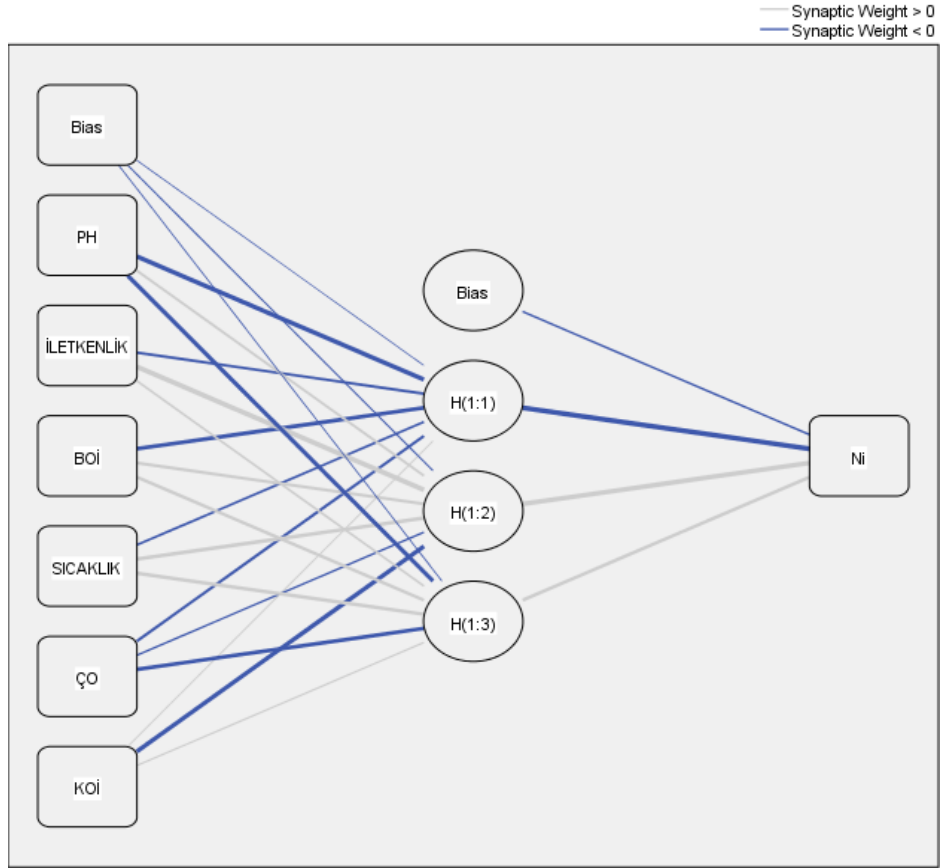 Synaptic Weight > 0
Synaptic Weight < 0
Bias
PH
İLETKENLİK
BOİ
SICAKLIK
ÇO
KOİ
Bias
H(1:1)
H(1:2)
H(1:3)
Ni